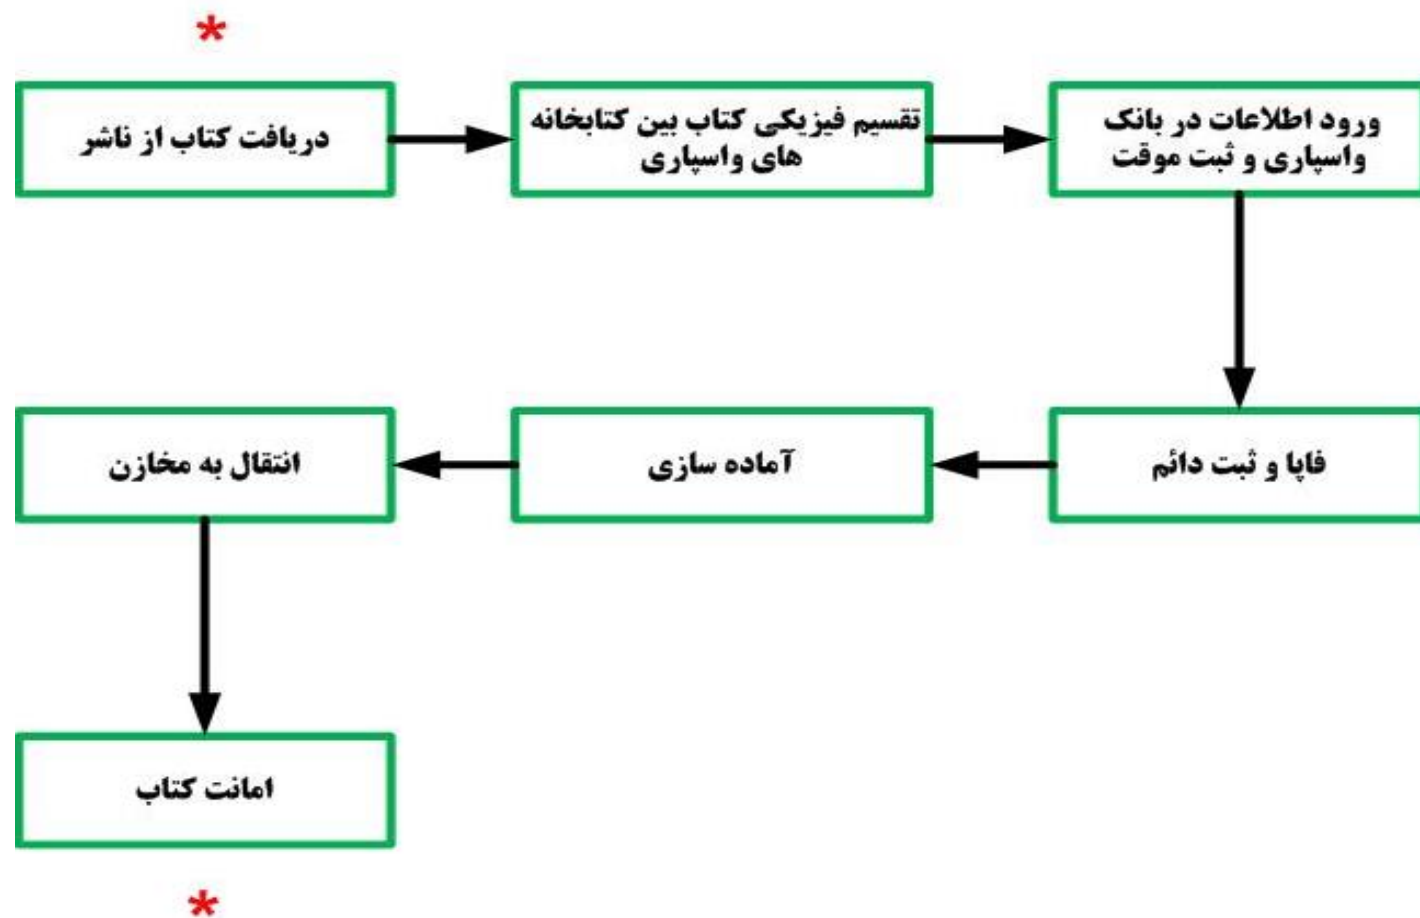 *
دریافت کتاب از ناشر
تقسیم فیزیکی کتاب بین کتابخانه
های واسپاری
ورود اطلاعات در بانک
واسپاری و ثبت موقت
فاپا و ثبت دائم
آماده سازی
انتقال به مخازن
امانت کتاب
*